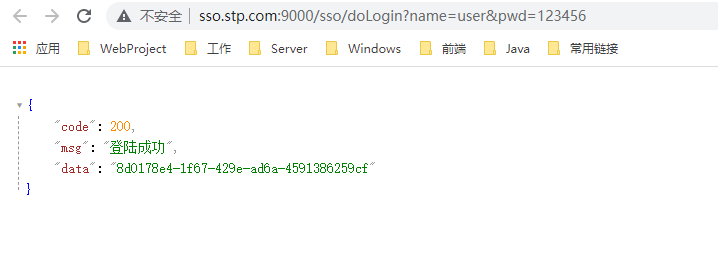 不安全 | sso.stp.com:9000/sso/doLogin?name=user&pwd=123456
应用 WebProject 工作 Server Windows 前端 Java 常用链接
{
"code": 200,
"msg": "登陆成功",
"data": "8d0178e4-1f67-429e-ad6a-4591386259cf"
}